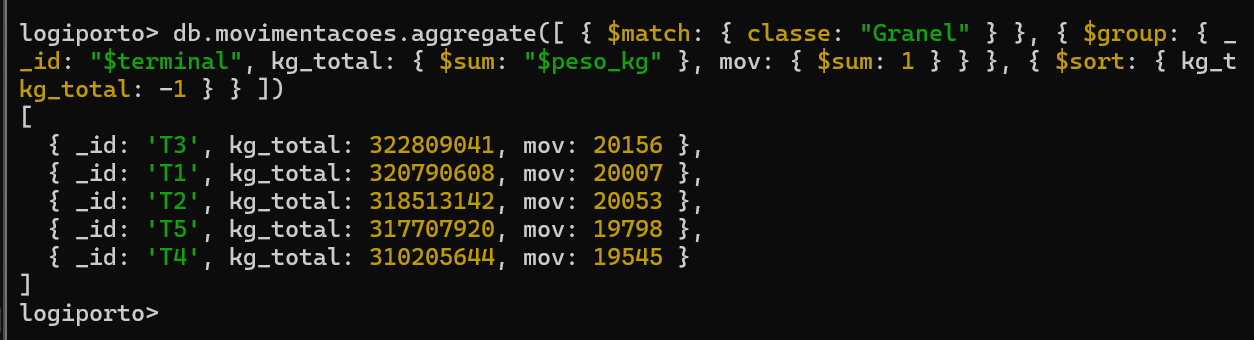 logiporto> db.movimentacoes.aggregate([ { $match: { classe: "Granel" } }, { $group: { _
_id: "$terminal", kg_total: { $sum: "$peso_kg" }, mov: { $sum: 1 } } }, { $sort: { kg_t
kg_total: -1 } } ])
[
  { _id: 'T3', kg_total: 322809041, mov: 20156 },
  { _id: 'T1', kg_total: 320790608, mov: 20007 },
  { _id: 'T2', kg_total: 318513142, mov: 20053 },
  { _id: 'T5', kg_total: 317707920, mov: 19798 },
  { _id: 'T4', kg_total: 310205644, mov: 19545 }
]
logiporto>